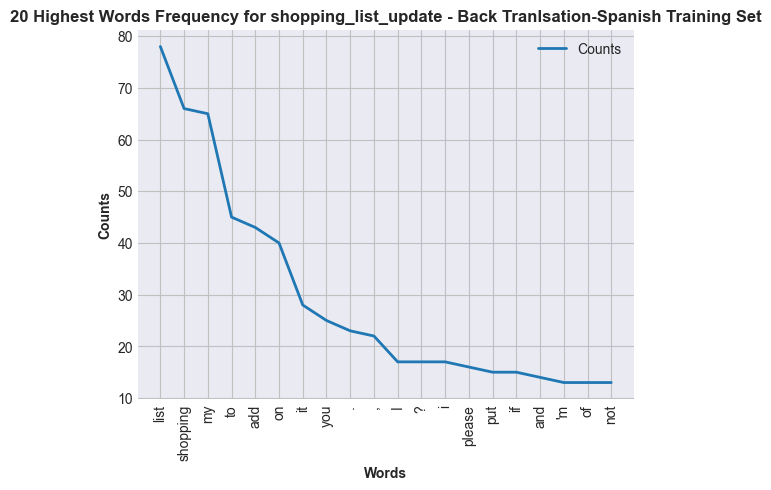 20 Highest Words Frequency for shopping_list_update - Back Tranlsation-Spanish Training Set
Counts
80
70
60
50
40
30
20
10
Counts
list
shopping
my
to
add
on
it
you
.
,
I
?
i
please
put
if
and
'm
of
not
Words